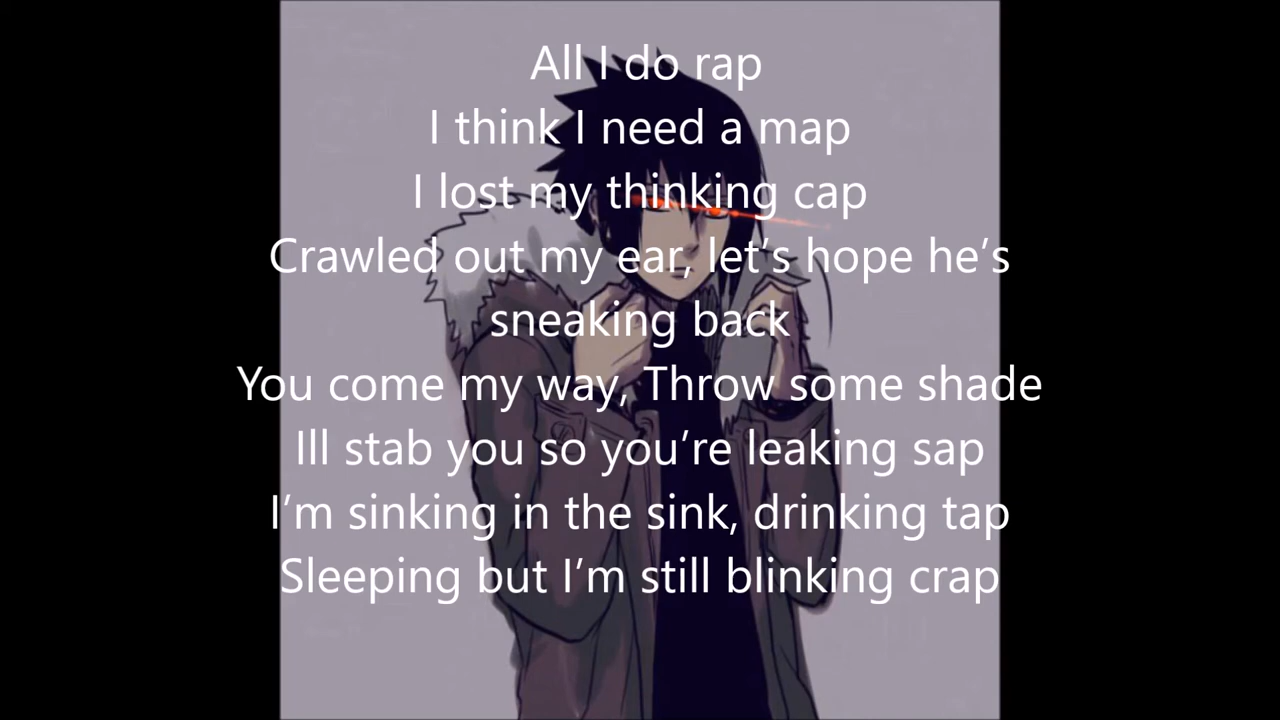 All I do rap
I think I need a map
I lost my thinking cap
Crawled out my ear, let’s hope he’s
sneaking back
You come my way, Throw some shade
Ill stab you so you’re leaking sap
I’m sinking in the sink, drinking tap
Sleeping but I’m still blinking crap